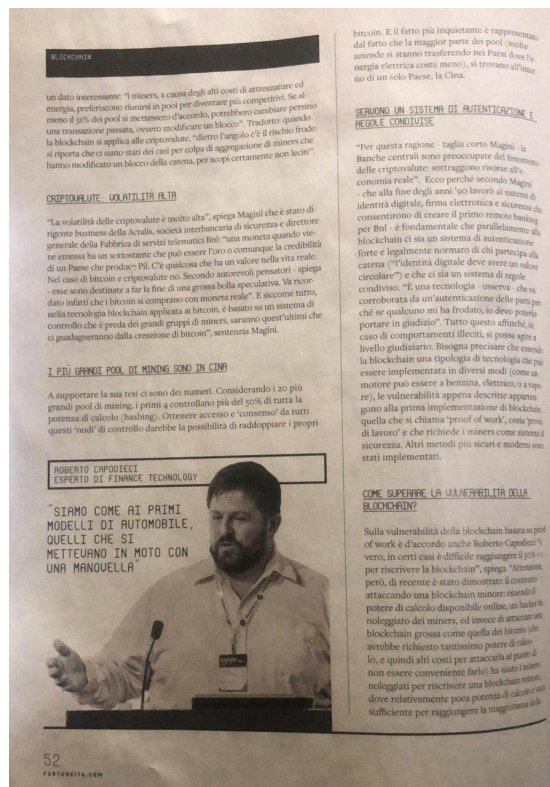 BLOCKCHAIN
un dato interessante: “i miners, a causa degli alti costi di attrezzature ed
energia, preferiscono riunirsi in pool per diventare più competitivi. Se al-
meno il 51% dei pool si mettessero d'accordo, potrebbero cambiare persino
una transazione passata, ovvero modificare un blocco”. Tradotto: quando
la blockchain si applica alle criptovalute, “dietro l'angolo c'è il rischio frode:
si riporta che ci siano stati dei casi per colpa di aggregazione di miners che
hanno modificato un blocco della catena, per scopi certamente non leciti”.
CRIPTOVALUTE: VOLATILITÀ ALTA
“La volatilità delle criptovalute è molto alta”, spiega Magini che è stato di-
rigente business della Actalis, società interbancaria di sicurezza e direttore
generale della Fabbrica di servizi telematici Bnl: “una moneta quando vie-
ne emessa ha un sottostante che può essere l'oro o comunque la credibilità
di un Paese che produce Pil. C'è qualcosa che ha un valore nella vita reale.
Nel caso di bitcoin e criptovalute no. Secondo autorevoli pensatori - spiega
- esse sono destinate a far la fine di una grossa bolla speculativa. Va ricor-
dato infatti che i bitcoin si comprano con moneta reale”. E siccome tutto,
nella tecnologia blockchain applicata ai bitcoin, è basato su un sistema di
controllo che è preda dei grandi gruppi di miners, saranno quest'ultimi che
ci guadagneranno dalla creazione di bitcoin”, sentenzia Magini.
I PIU GRANDI POOL DI MINING SONO IN CINA
A supportare la sua tesi ci sono dei numeri. Considerando i 20 più
grandi pool di mining, i primi 4 controllano più del 50% di tutta la
potenza di calcolo (hashing). Ottenere accesso e ‘consenso’ da tutti
questi ‘nodi’ di controllo darebbe la possibilità di raddoppiare i propri
ROBERTO CAPODIECI
ESPERTO DI FINANCE TECHNOLOGY
“SIAMO COME AI PRIMI
MODELLI DI AUTOMOBILE,
QUELLI CHE SI
METTEVANO IN MOTO CON
UNA MANOVELLA”
52
FORTUNEITA.COM
bitcoin. E il fatto più inquietante è rappresentato
dal fatto che la maggior parte dei pool (molte
aziende si stanno trasferendo nei Paesi dove l'e-
nergia elettrica costa meno), si trovano all'inter-
no di un solo Paese, la Cina.
SERVONO UN SISTEMA DI AUTENTICAZIONE E
REGOLE CONDIVISE
“Per questa ragione - taglia corto Magini - le
Banche centrali sono preoccupate del fenomeno
delle criptovalute: sottraggono risorse all'e-
conomia reale”. Ecco perché secondo Magini
- che alla fine degli anni '90 lavorò ai sistemi di
identità digitale, firma elettronica e sicurezza che
consentirono di creare il primo remote banking
per Bnl - è fondamentale che parallelamente alla
blockchain ci sia un sistema di autenticazione
forte e legalmente normato di chi partecipa alla
catena (“l'identità digitale deve avere un valore
circolare”) e che ci sia un sistema di regole
condiviso. “È una tecnologia - osserva - che va
corroborata da un'autenticazione delle parti per-
ché se qualcuno mi ha frodato, io devo poterlo
portare in giudizio”. Tutto questo affinché, in
caso di comportamenti illeciti, si possa agire a
livello giudiziario. Bisogna precisare che essendo
la blockchain una tipologia di tecnologia che può
essere implementata in diversi modi (come un
motore può essere a benzina, elettrico, o a vapo-
re), le vulnerabilità appena descritte apparten-
gono alla prima implementazione di blockchain,
quella che si chiama ‘proof of work’, ossia ‘prova
di lavoro’ e che richiede i miners come sistema di
sicurezza. Altri metodi più sicuri e moderni sono
stati implementati.
COME SUPERARE LA VULNERABILITÀ DELLA
BLOCKCHAIN?
Sulla vulnerabilità della blockchain basata su proof
of work è d'accordo anche Roberto Capodieci: “è
vero, in certi casi è difficile raggiungere il 50% + 1
per riscrivere la blockchain”, spiega. “Attenzione,
però, di recente è stato dimostrato il contrario
attaccando una blockchain minore: essendo il
potere di calcolo disponibile online, un hacker ha
noleggiato dei miners, ed invece di attaccare una
blockchain grossa come quella dei bitcoin (che
avrebbe richiesto tantissimo potere di calco-
lo, e quindi alti costi per attaccarla al punto di
non essere conveniente farlo) ha usato i miners
noleggiati per riscrivere una blockchain minore,
dove relativamente poca potenza di calcolo è stato
sufficiente per raggiungere la maggioranza della